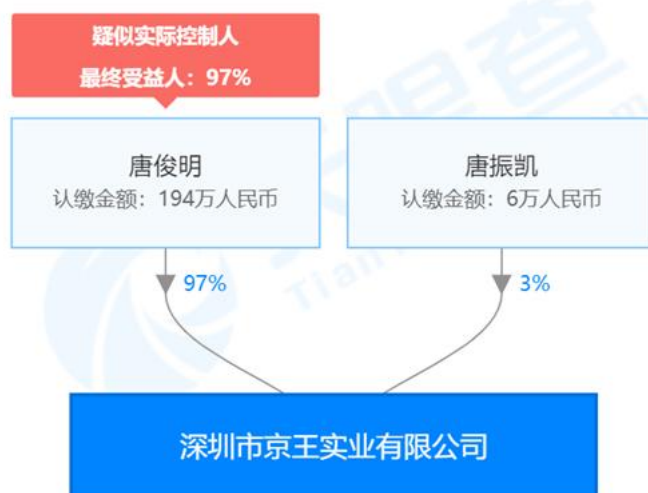 疑似实际控制人
最终受益人：97%
唐俊明
认缴金额：194万人民币
唐振凯
认缴金额：6万人民币
97%
3%
深圳市京王实业有限公司